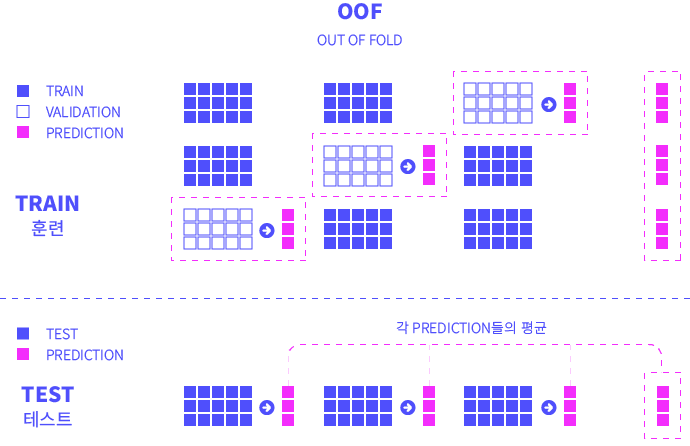 OOF
OUT OF FOLD
TRAIN
VALIDATION
PREDICTION
TRAIN
훈련
각 PREDICTION들의 평균
TEST
PREDICTION
TEST
테스트